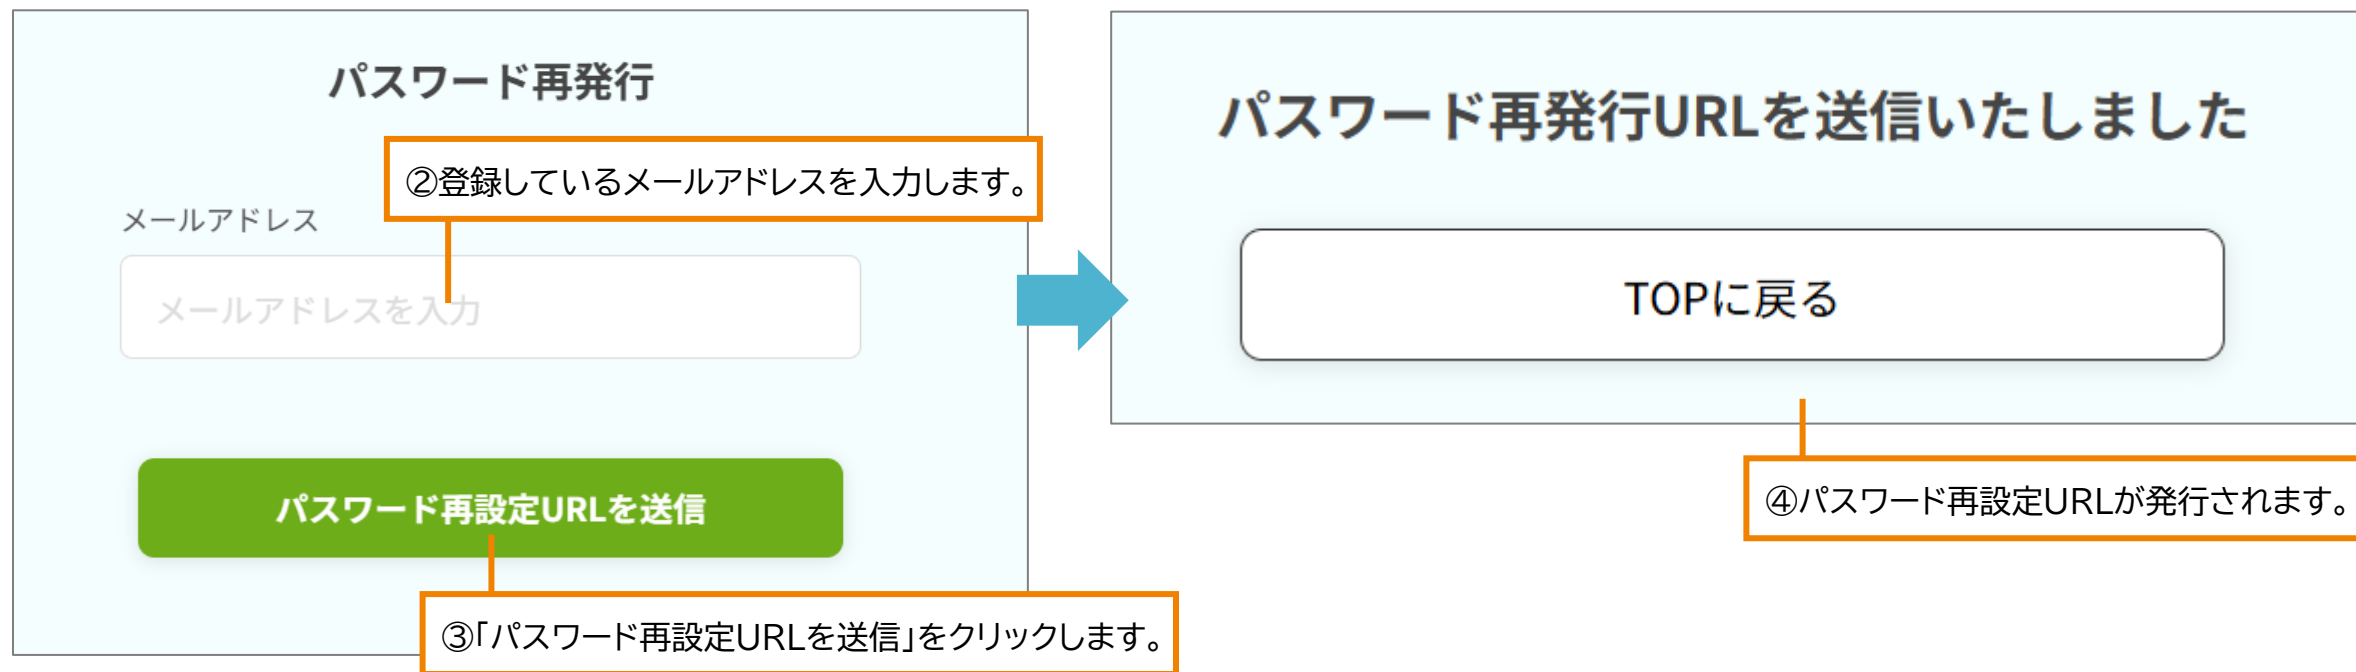 パスワード再発行
②登録しているメールアドレスを入力します。
メールアドレス
メールアドレスを入力
パスワード再設定URLを送信
③「パスワード再設定URLを送信」をクリックします。
パスワード再発行URLを送信いたしました
TOPに戻る
④パスワード再設定URLが発行されます。